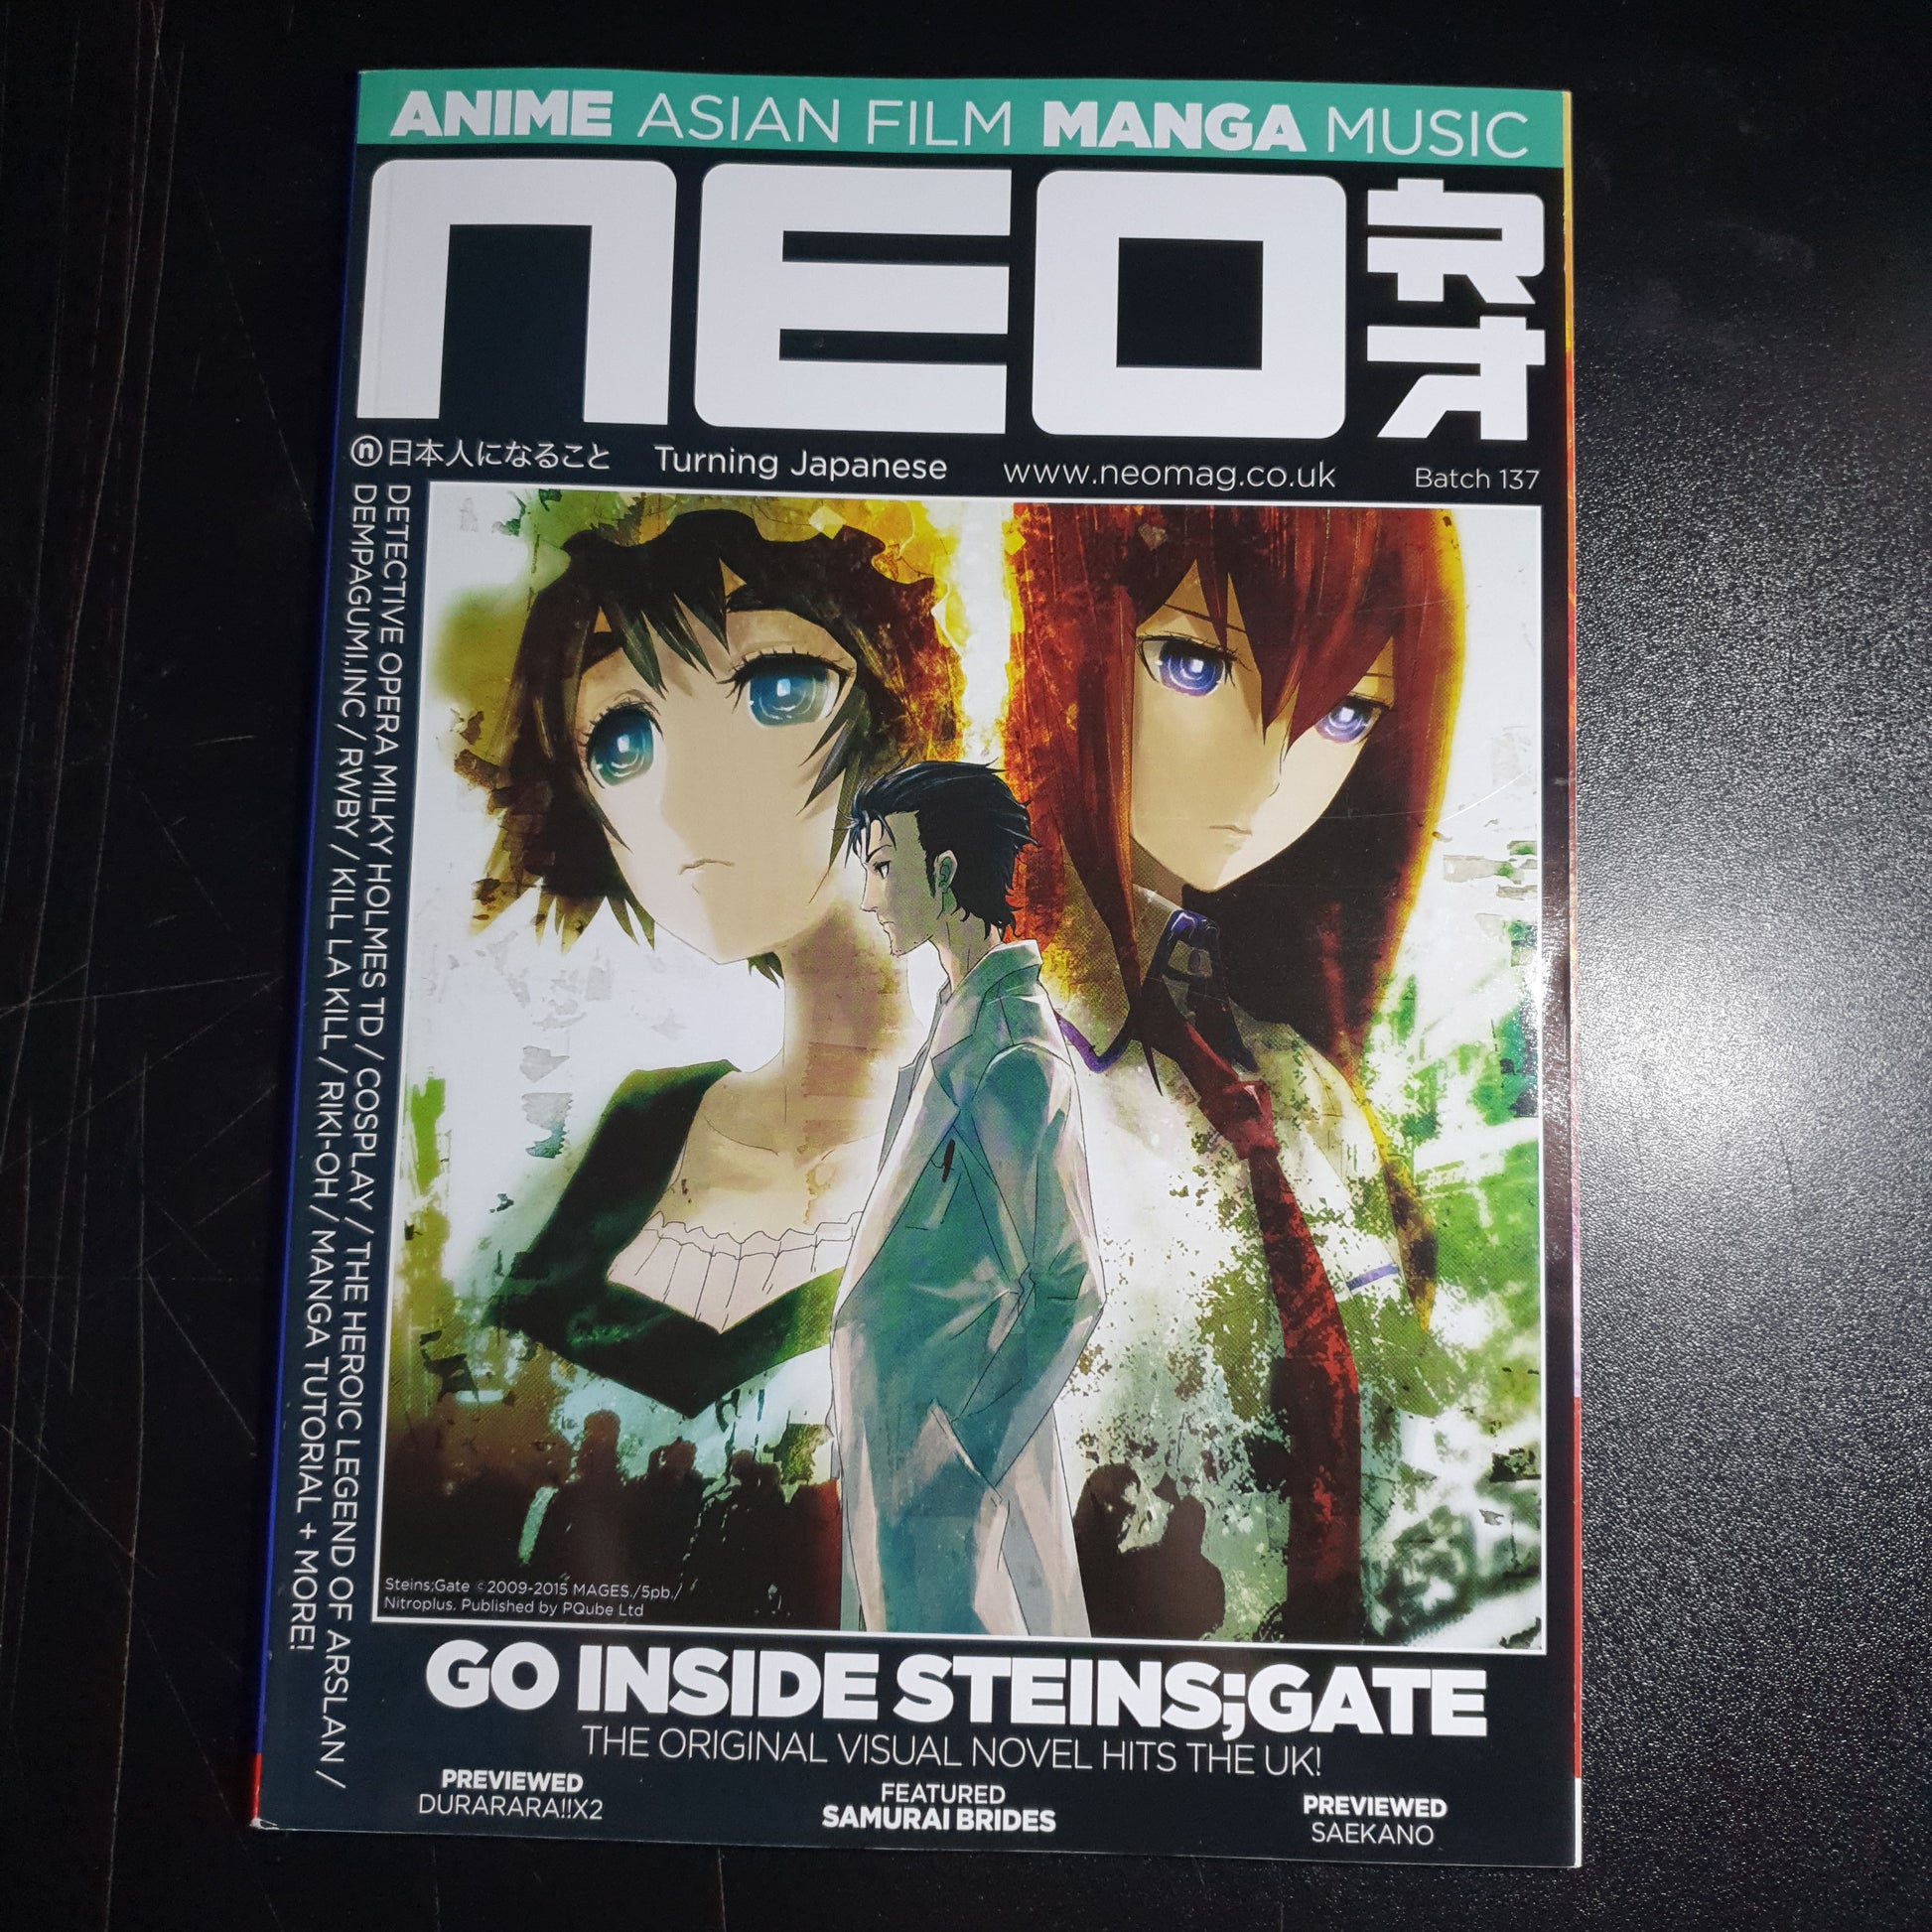 ANIME ASIAN FILM MANGA MUSIC
neo
ネオ
n 日本人になること Turning Japanese www.neomag.co.uk Batch 137
DETECTIVE OPERA MILKY HOLMES TD / COSPLAY / THE HEROIC LEGEND OF ARSLAN /
DEMPAGUMI.INC / RWBY / KILL LA KILL / RIKI-OH / MANGA TUTORIAL + MORE!
Steins;Gate ©2009-2015 MAGES./5pb./
Nitroplus. Published by PQube Ltd
GO INSIDE STEINS;GATE
THE ORIGINAL VISUAL NOVEL HITS THE UK!
PREVIEWED
DURARARA!!X2
FEATURED
SAMURAI BRIDES
PREVIEWED
SAEKANO